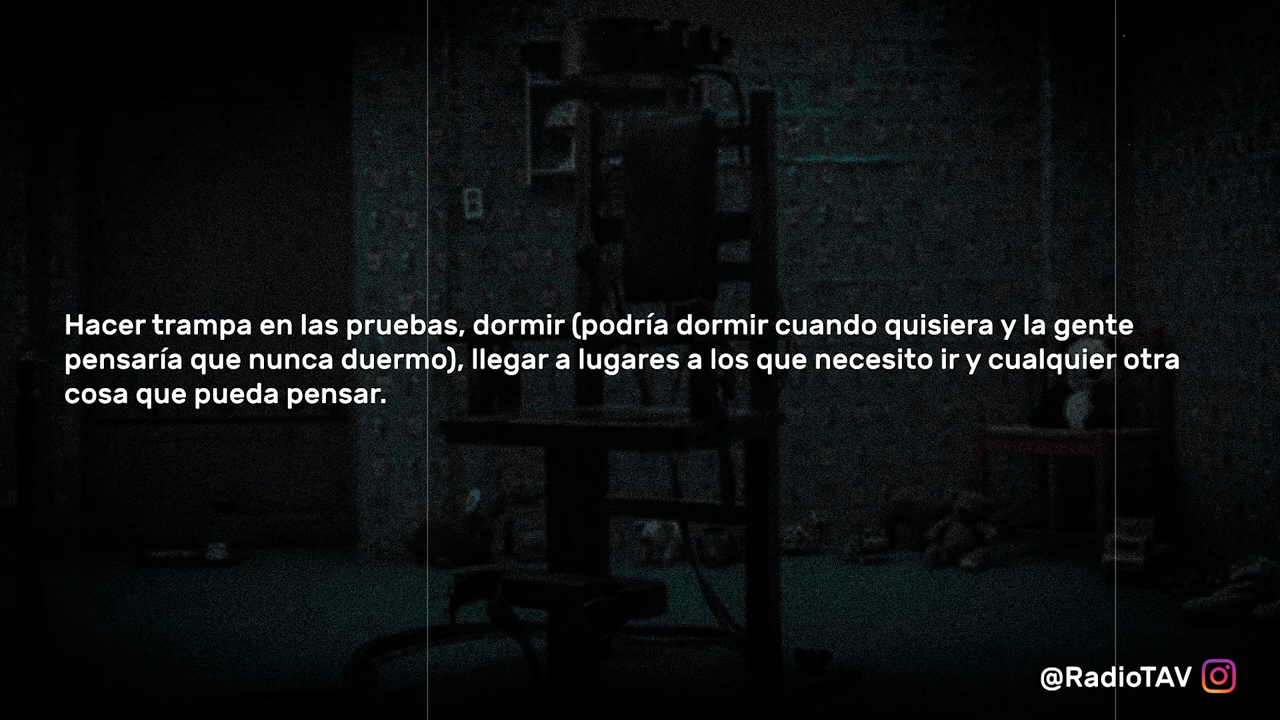 Hacer trampa en las pruebas, dormir (podría dormir cuando quisiera y la gente
pensaría que nunca duermo), llegar a lugares a los que necesito ir y cualquier otra
cosa que pueda pensar.
@RadioTAV